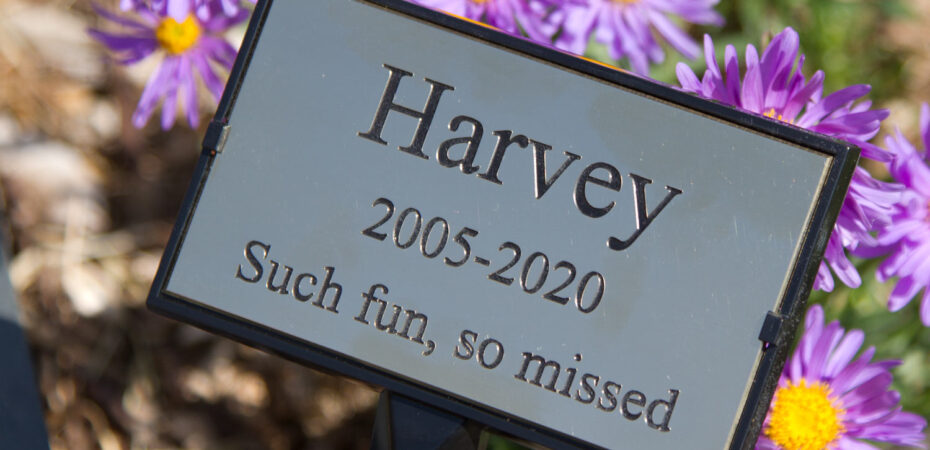 Harvey
2005-2020
Such fun, so missed